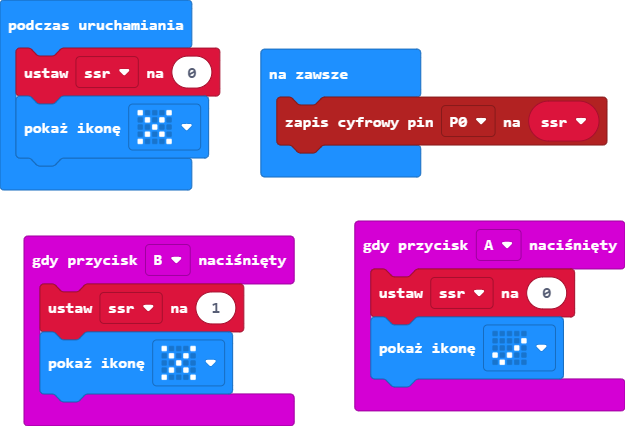 podczas uruchamiania
ustaw ssr na 0
pokaż ikonę
na zawsze
zapis cyfrowy pin P0 na ssr
gdy przycisk B naciśnięty
ustaw ssr na 1
pokaż ikonę
gdy przycisk A naciśnięty
ustaw ssr na 0
pokaż ikonę